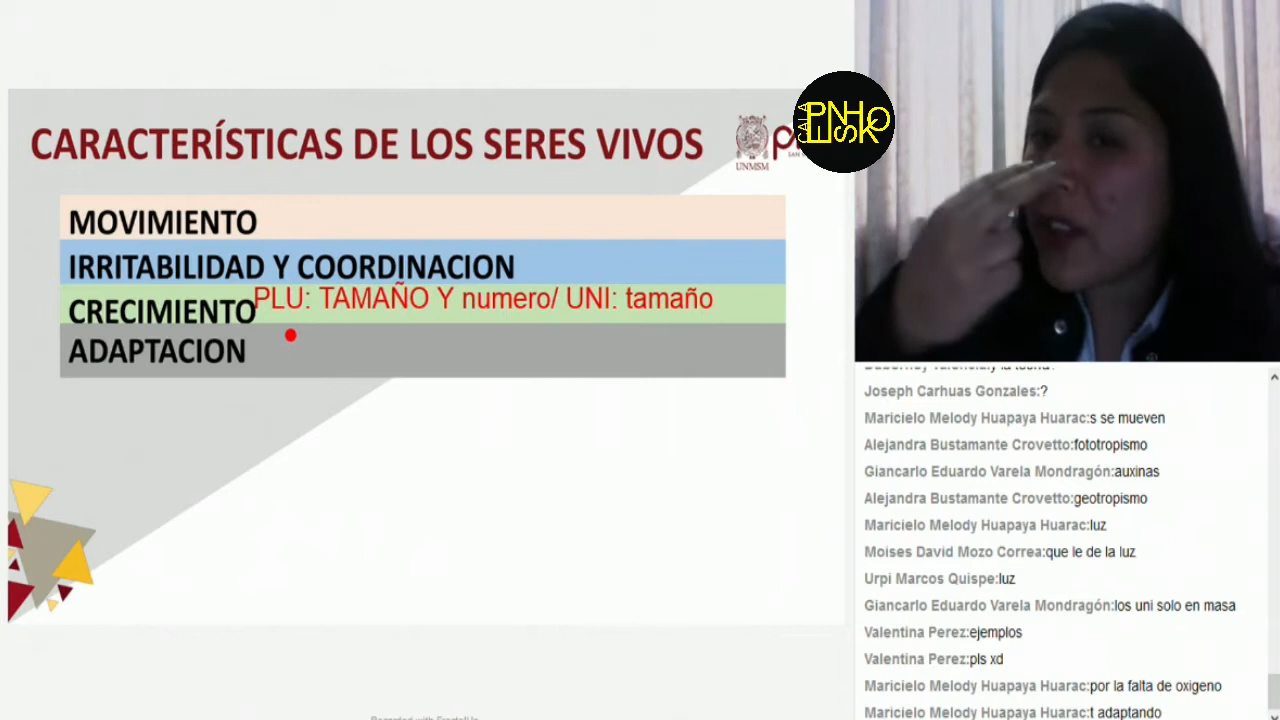 CARACTERÍSTICAS DE LOS SERES VIVOS
UNMSM
MOVIMIENTO
IRRITABILIDAD Y COORDINACION
CRECIMIENTO
PLU: TAMAÑO Y numero/ UNI: tamaño
ADAPTACION
Joseph Carhuas Gonzales:?
Maricielo Melody Huapaya Huarac:s se mueven
Alejandra Bustamante Crovetto:fototropismo
Giancarlo Eduardo Varela Mondragón:auxinas
Alejandra Bustamante Crovetto:geotropismo
Maricielo Melody Huapaya Huarac:luz
Moises David Mozo Correa:que le de la luz
Urpi Marcos Quispe:luz
Giancarlo Eduardo Varela Mondragón:los uni solo en masa
Valentina Perez:ejemplos
Valentina Perez:pls xd
Maricielo Melody Huapaya Huarac:por la falta de oxigeno
Maricielo Melody Huapaya Huarac:t adaptando